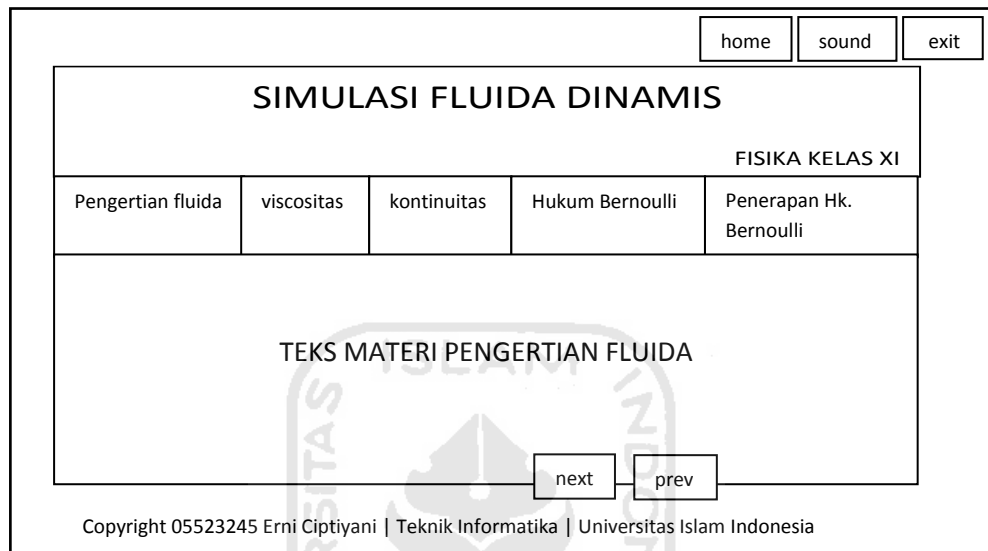 home sound exit
SIMULASI FLUIDA DINAMIS
FISIKA KELAS XI
Pengertian fluida viscositas kontinuitas Hukum Bernoulli Penerapan Hk.
Bernoulli
TEKS MATERI PENGERTIAN FLUIDA
ISLAM
next prev
Copyright 05523245 Erni Ciptiyani | Teknik Informatika | Universitas Islam Indonesia